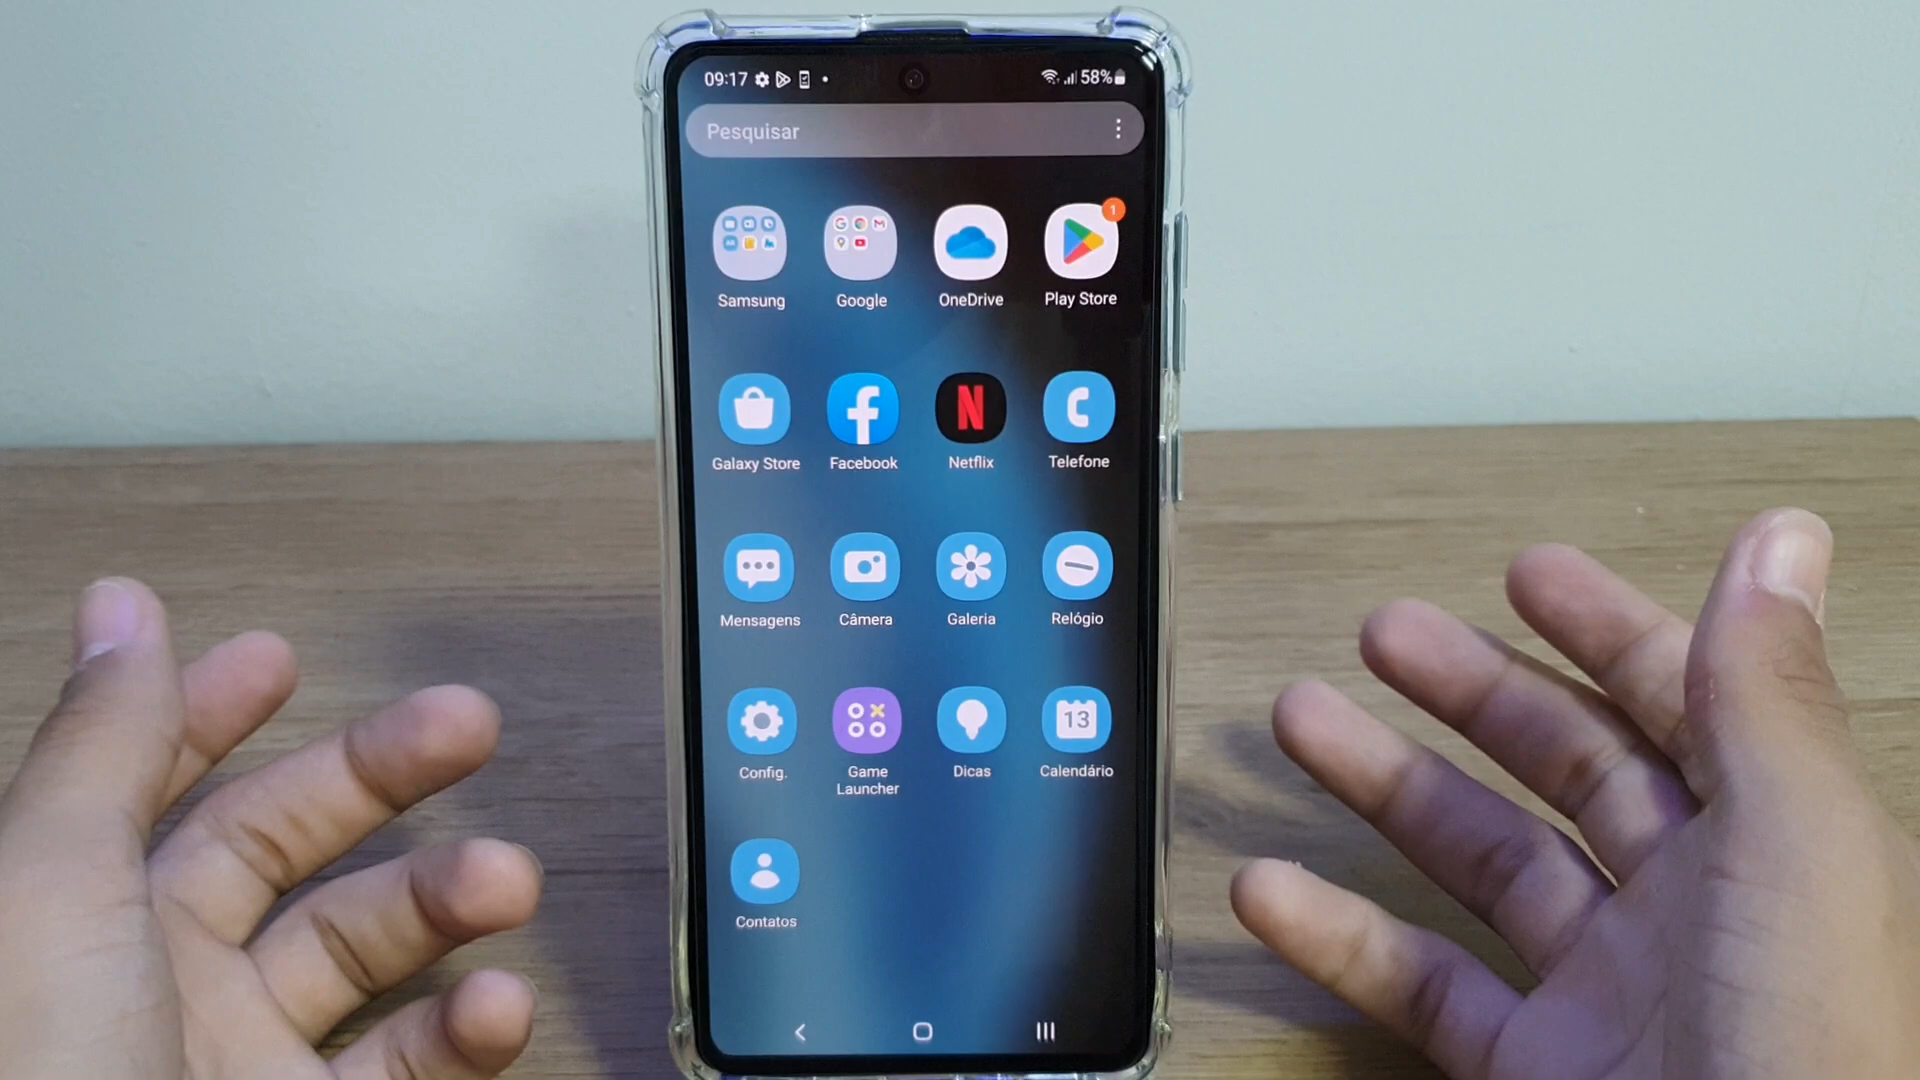 09:17 58%
Pesquisar
1
Samsung Google OneDrive Play Store
Galaxy Store Facebook Netflix Telefone
Mensagens Câmera Galeria Relógio
13
Config. Game Launcher Dicas Calendário
Contatos